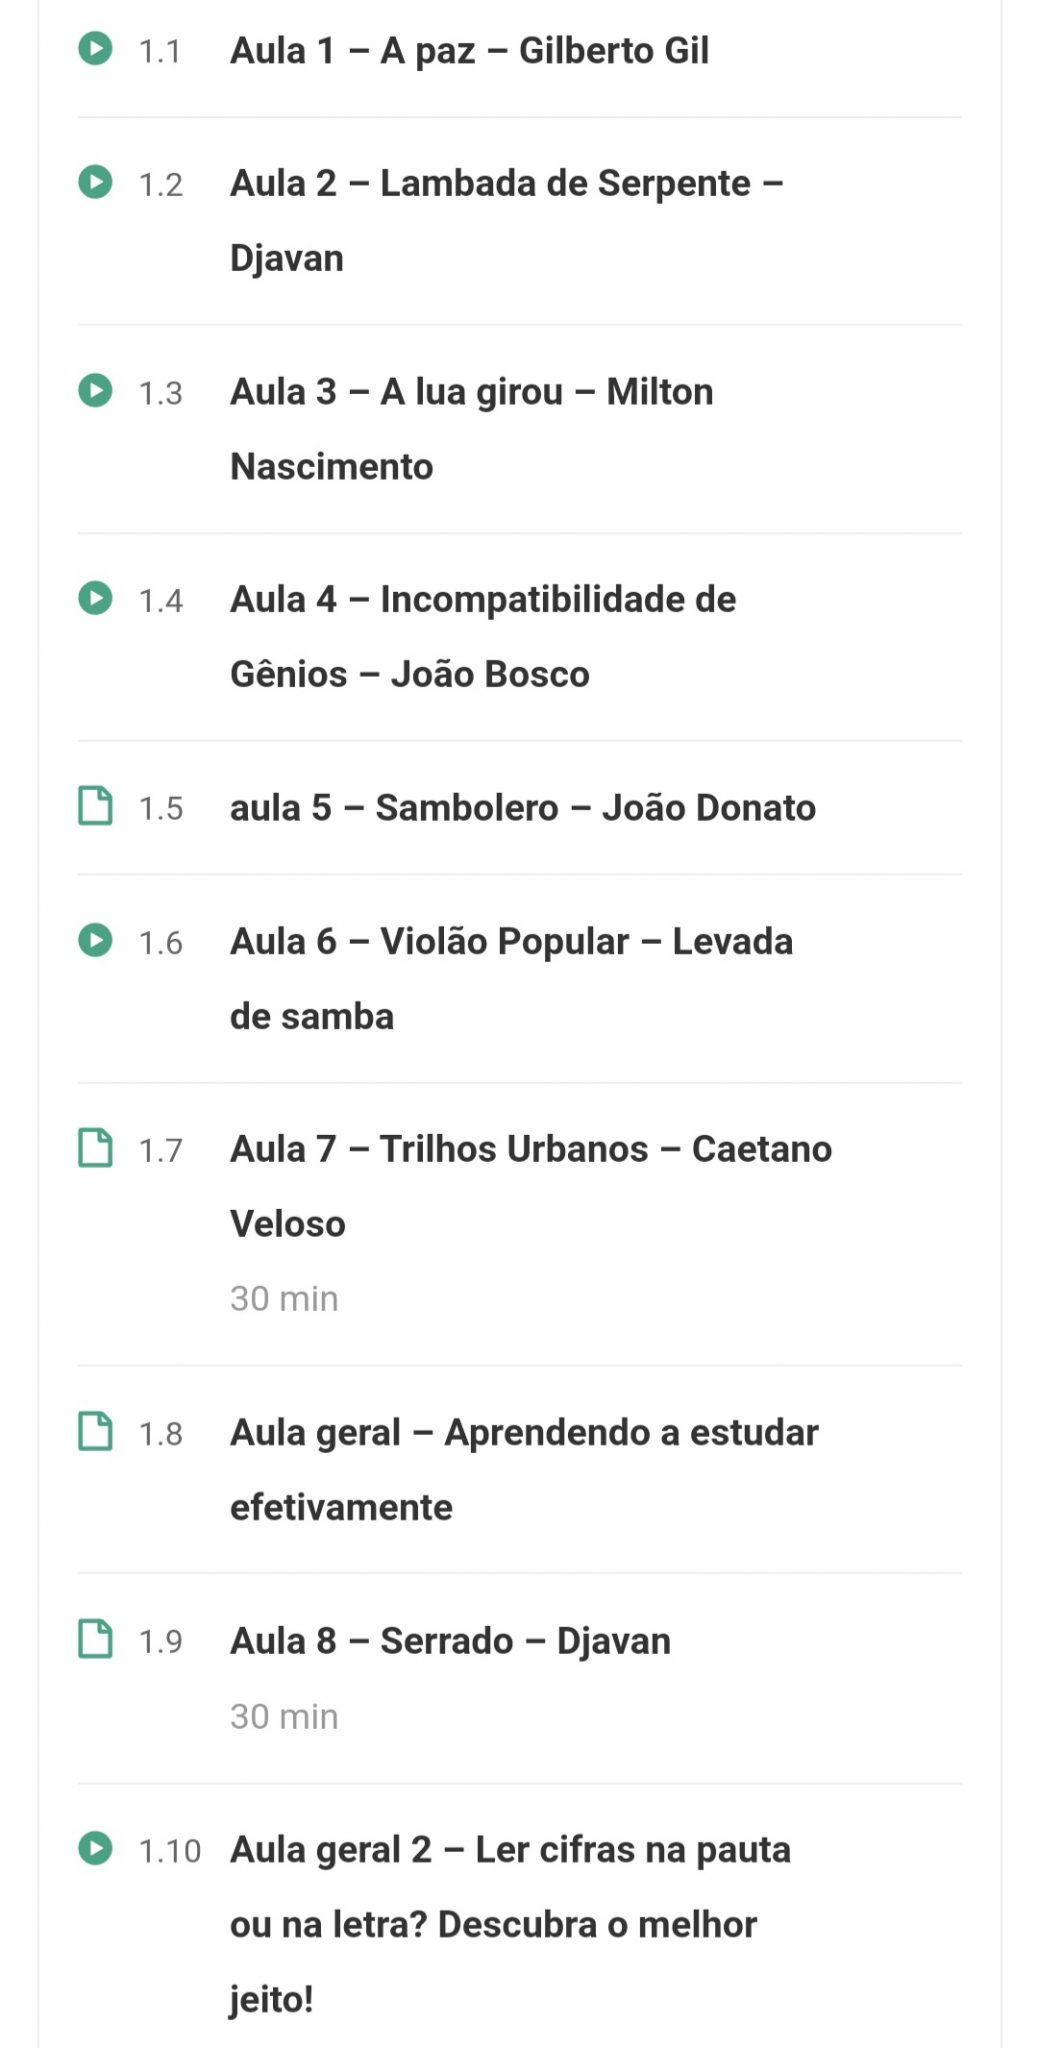 1.1 Aula 1 – A paz – Gilberto Gil
1.2 Aula 2 – Lambada de Serpente –
Djavan
1.3 Aula 3 – A lua girou – Milton
Nascimento
1.4 Aula 4 – Incompatibilidade de
Gênios – João Bosco
1.5 aula 5 – Sambolero – João Donato
1.6 Aula 6 – Violão Popular – Levada
de samba
1.7 Aula 7 – Trilhos Urbanos – Caetano
Veloso
30 min
1.8 Aula geral – Aprendendo a estudar
efetivamente
1.9 Aula 8 – Serrado – Djavan
30 min
1.10 Aula geral 2 – Ler cifras na pauta
ou na letra? Descubra o melhor
jeito!